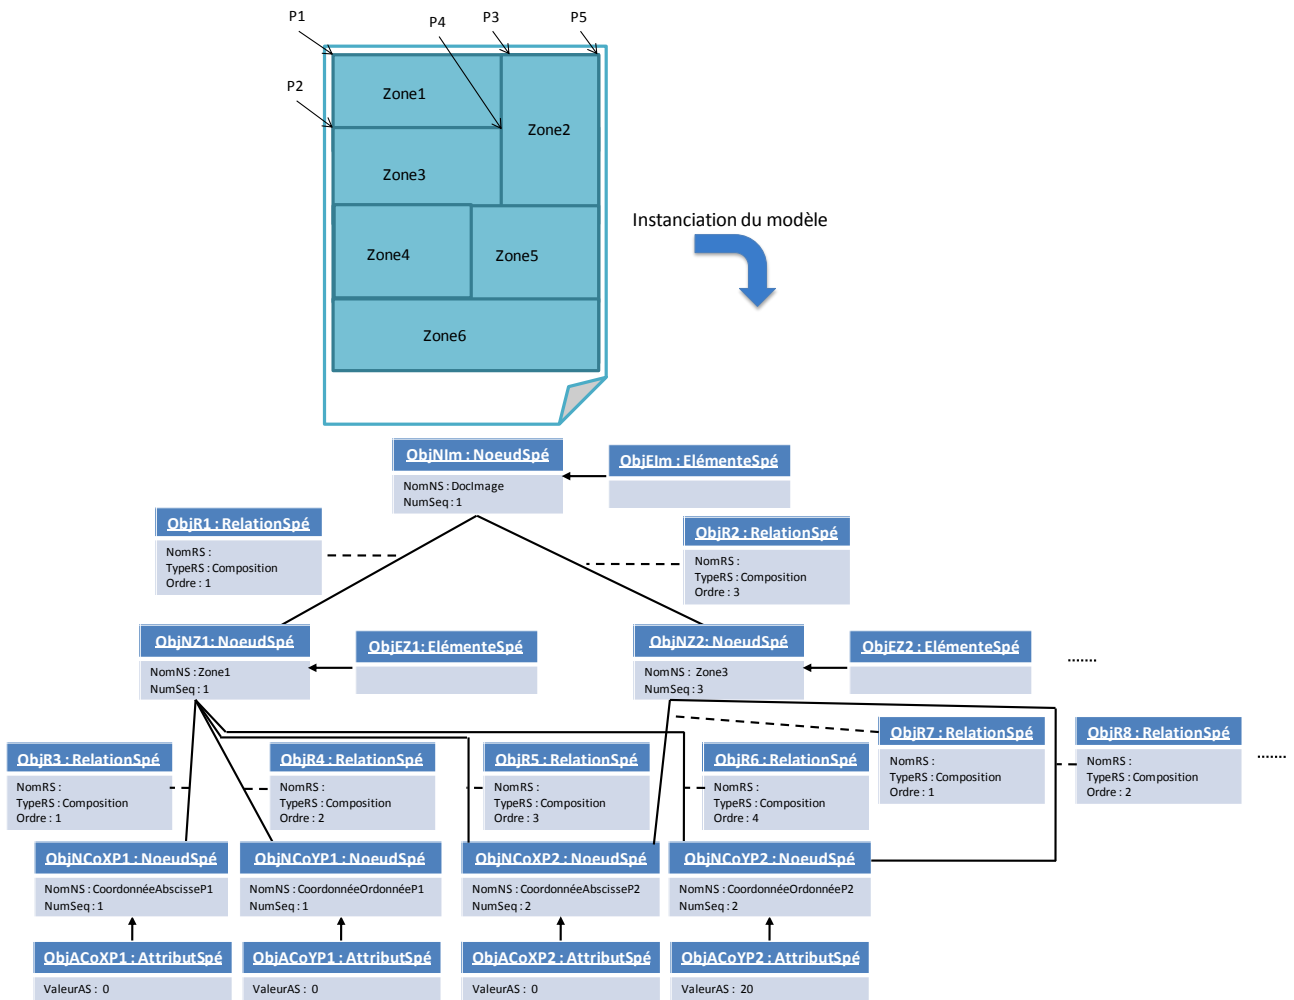 P1
P4
P3
P5
P2
Zone1
Zone2
Zone3
Zone4
Zone5
Zone6
Instanciation du modèle
ObjNIm : NoeudSpé
NomNS : DocImage
NumSeq : 1
ObjEIm : ElémenteSpé
ObjR1 : RelationSpé
NomRS :
TypeRS : Composition
Ordre : 1
ObjR2 : RelationSpé
NomRS :
TypeRS : Composition
Ordre : 3
ObjNZ1: NoeudSpé
NomNS : Zone1
NumSeq : 1
ObjEZ1: ElémenteSpé
ObjNZ2: NoeudSpé
NomNS : Zone3
NumSeq : 3
ObjEZ2 : ElémenteSpé
.......
ObjR3 : RelationSpé
NomRS :
TypeRS : Composition
Ordre : 1
ObjR4 : RelationSpé
NomRS :
TypeRS : Composition
Ordre : 2
ObjR5 : RelationSpé
NomRS :
TypeRS : Composition
Ordre : 3
ObjR6 : RelationSpé
NomRS :
TypeRS : Composition
Ordre : 4
ObjR7 : RelationSpé
NomRS :
TypeRS : Composition
Ordre : 1
ObjR8 : RelationSpé
NomRS :
TypeRS : Composition
Ordre : 2
.......
ObjNCoXP1 : NoeudSpé
NomNS : CoordonnéeAbscisseP1
NumSeq : 1
ObjNCoYP1 : NoeudSpé
NomNS : CoordonnéeOrdonnéeP1
NumSeq : 1
ObjNCoXP2 : NoeudSpé
NomNS : CoordonnéeAbscisseP2
NumSeq : 2
ObjNCoYP2 : NoeudSpé
NomNS : CoordonnéeOrdonnéeP2
NumSeq : 2
ObjACoXP1 : AttributSpé
ValeurAS : 0
ObjACoYP1 : AttributSpé
ValeurAS : 0
ObjACoXP2 : AttributSpé
ValeurAS : 0
ObjACoYP2 : AttributSpé
ValeurAS : 20